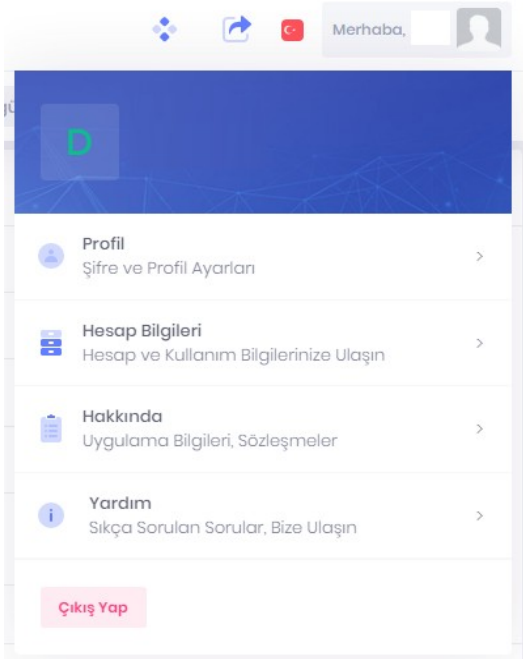 Merhaba,
D
Profil
Şifre ve Profil Ayarları
Hesap Bilgileri
Hesap ve Kullanım Bilgilerinize Ulaşın
Hakkında
Uygulama Bilgileri, Sözleşmeler
Yardım
Sıkça Sorulan Sorular, Bize Ulaşın
Çıkış Yap